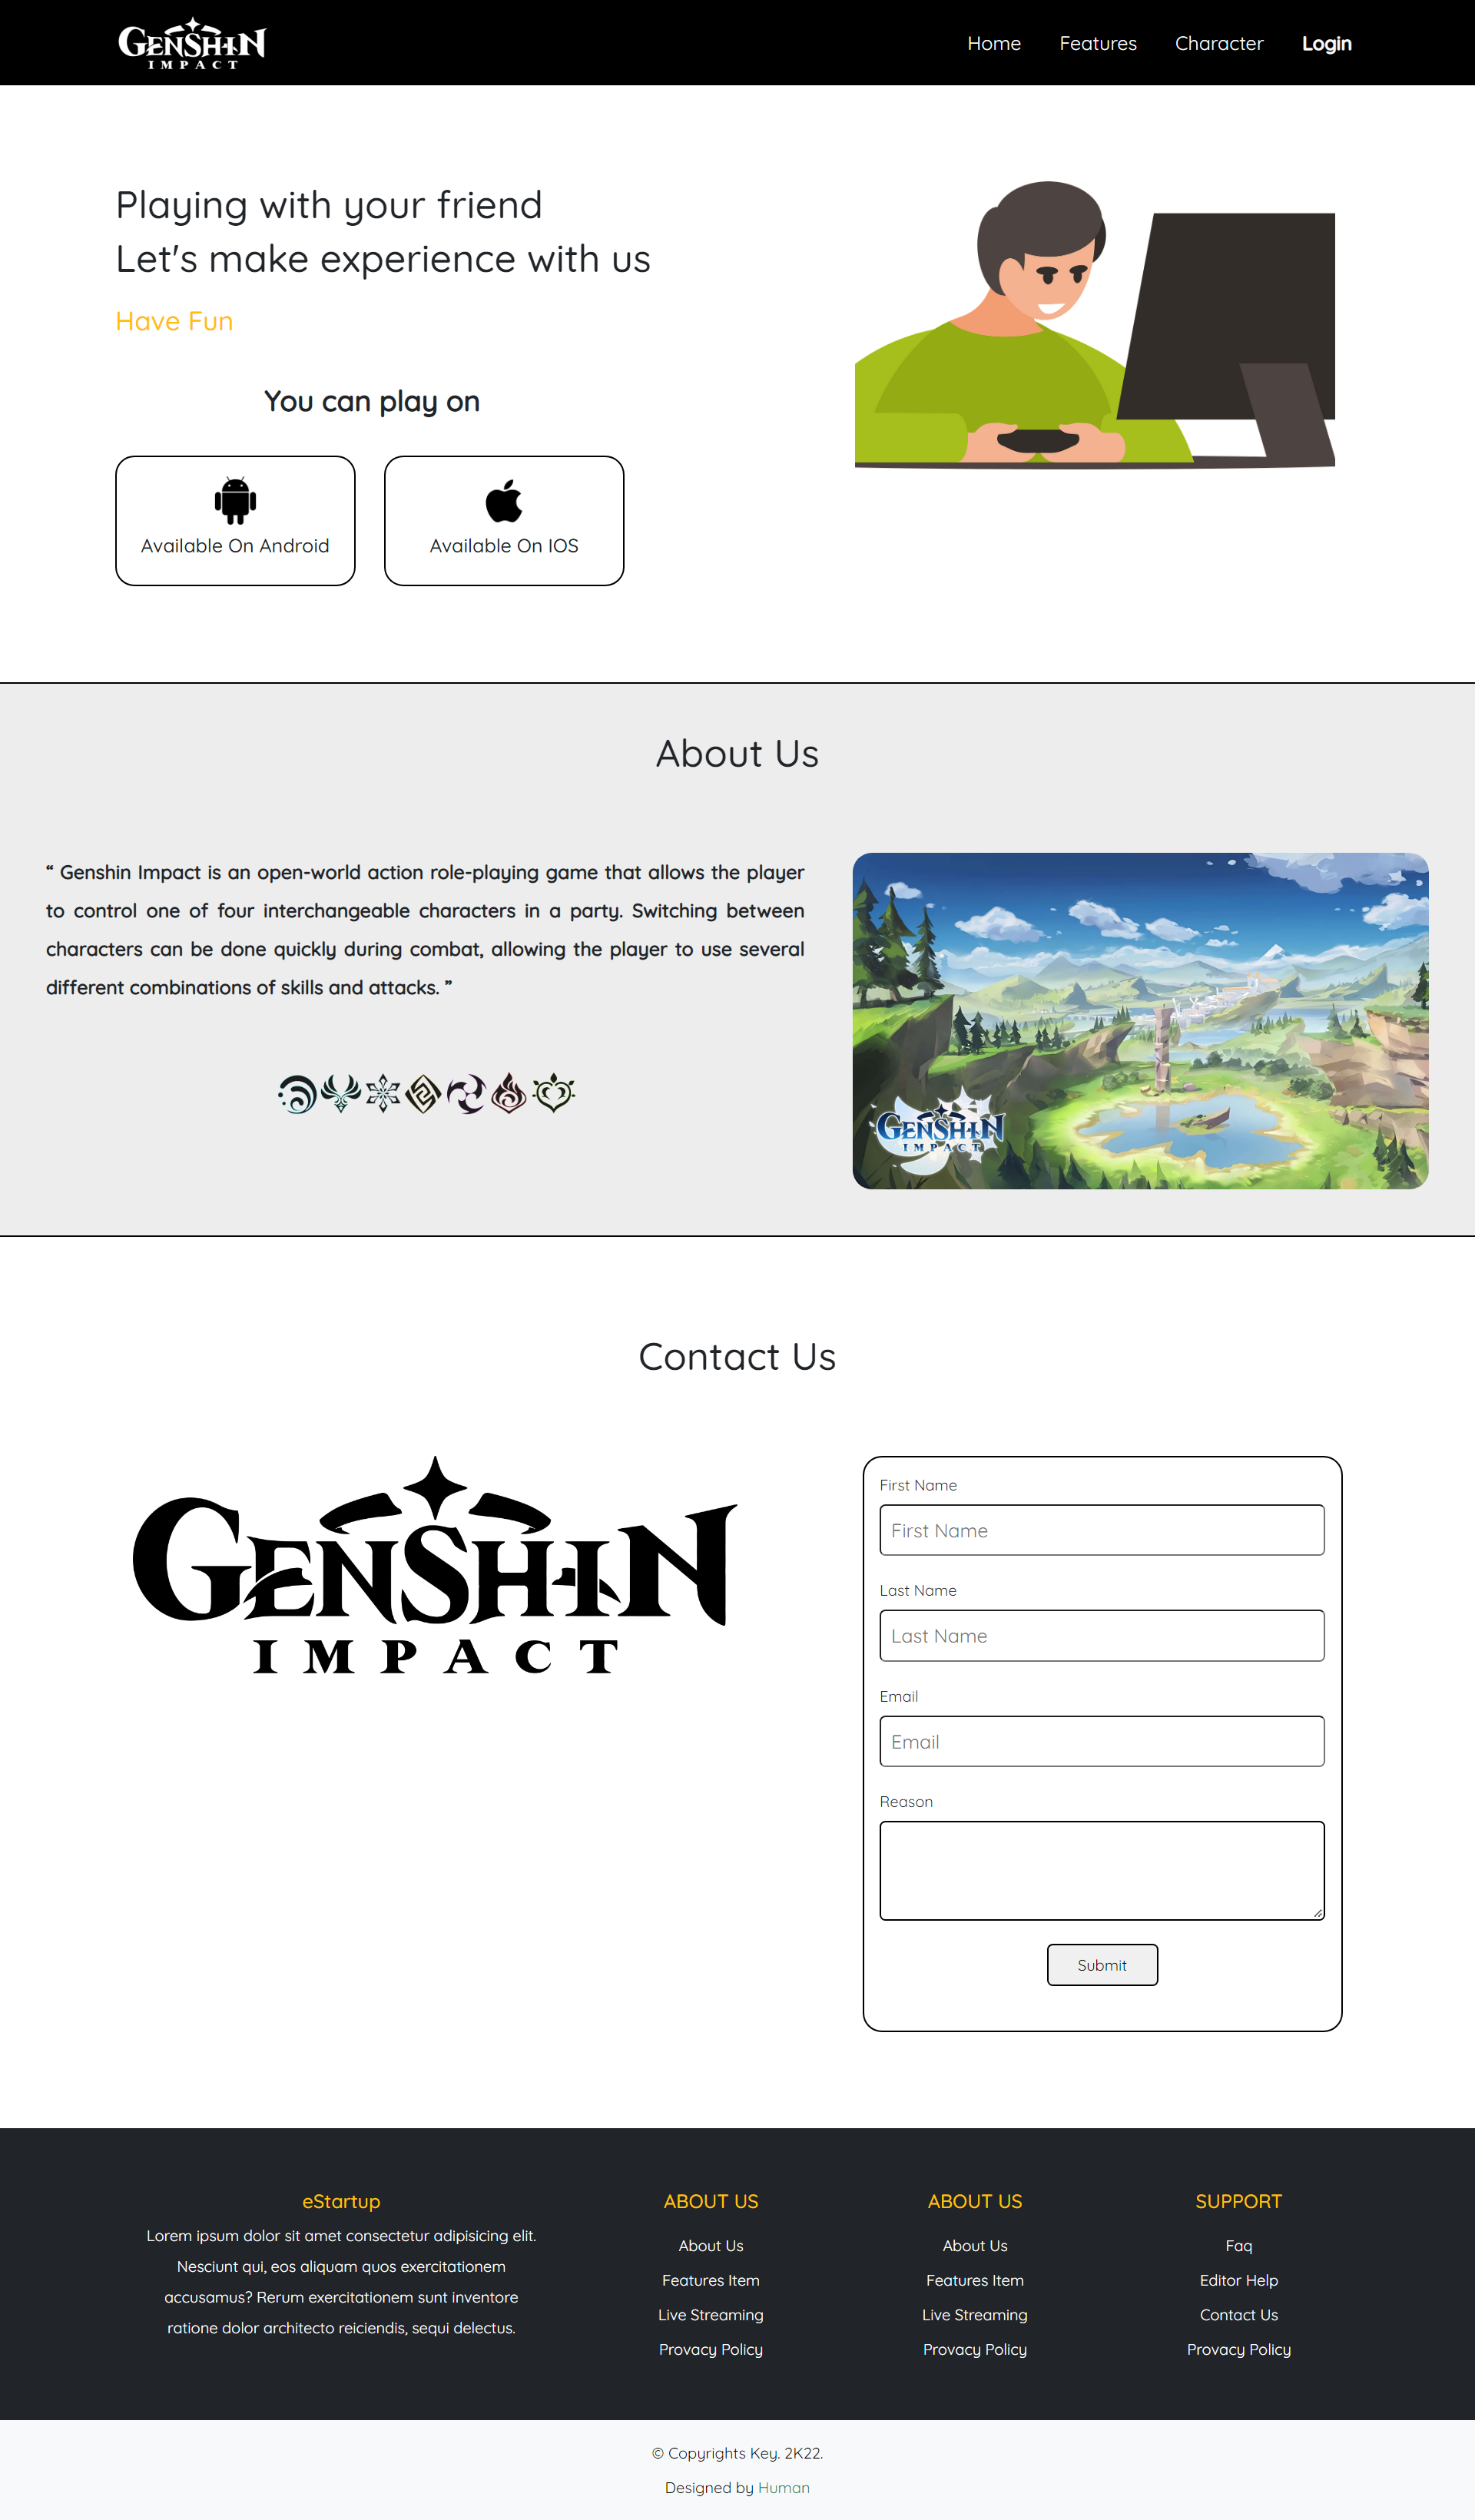 GENSHIN
IMPACT
Home Features Character Login
Playing with your friend
Let's make experience with us
Have Fun
You can play on
Available On Android
Available On IOS
About Us
“ Genshin Impact is an open-world action role-playing game that allows the player
to control one of four interchangeable characters in a party. Switching between
characters can be done quickly during combat, allowing the player to use several
different combinations of skills and attacks. ”
GENSHIN
IMPACT
Contact Us
GENSHIN
IMPACT
First Name
First Name
Last Name
Last Name
Email
Email
Reason
Submit
eStartup
Lorem ipsum dolor sit amet consectetur adipisicing elit.
Nesciunt qui, eos aliquam quos exercitationem
accusamus? Rerum exercitationem sunt inventore
ratione dolor architecto reiciendis, sequi delectus.
ABOUT US
About Us
Features Item
Live Streaming
Provacy Policy
ABOUT US
About Us
Features Item
Live Streaming
Provacy Policy
SUPPORT
Faq
Editor Help
Contact Us
Provacy Policy
© Copyrights Key. 2K22.
Designed by Human